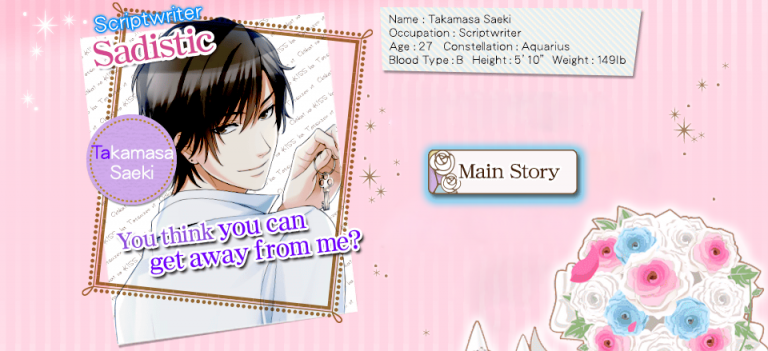 Scriptwriter
Sadistic
Takamasa
Saeki
You think you can
get away from me?
Name : Takamasa Saeki
Occupation : Scriptwriter
Age : 27 Constellation : Aquarius
Blood Type : B Height : 5' 10" Weight : 149lb
Main Story